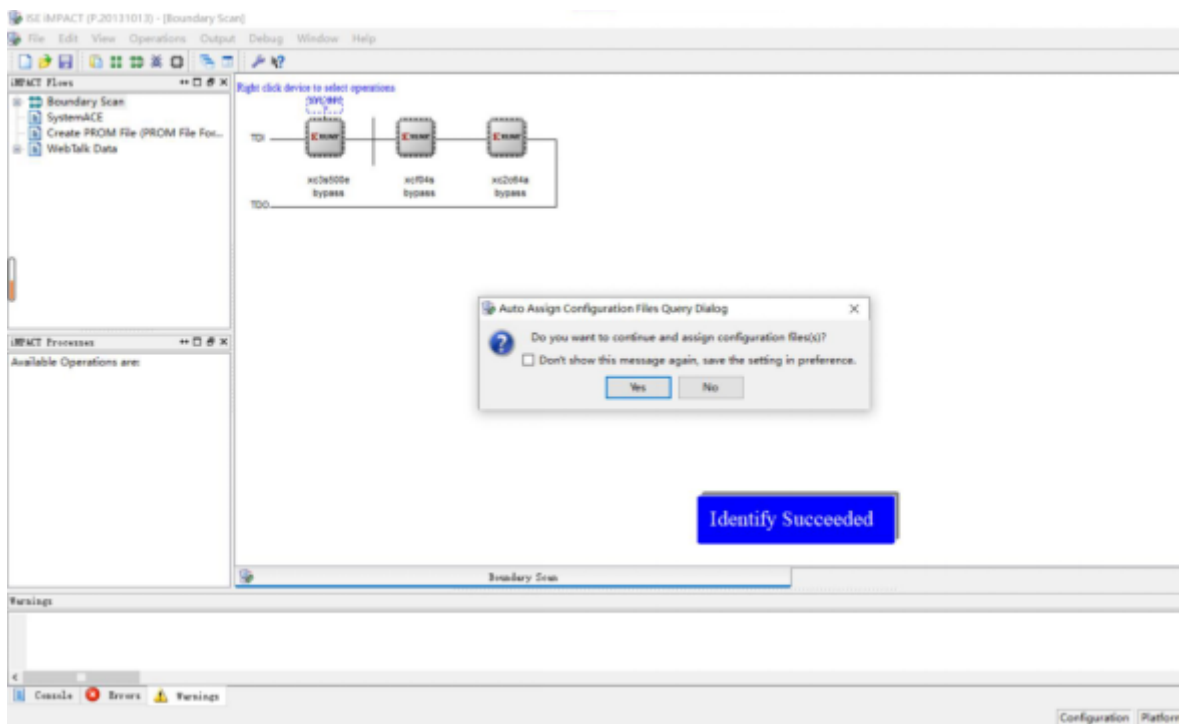 ISE iMPACT (P.20131013) - [Boundary Scan]
File Edit View Operations Output Debug Window Help
iMPACT Flows
Boundary Scan
SystemACE
Create PROM File (PROM File For...
WebTalk Data
Right click device to select operations
TDI
xc3s500e
bypass
xcf04s
bypass
xc2c64a
bypass
TDO
Auto Assign Configuration Files Query Dialog
Do you want to continue and assign configuration files(s)?
Don't show this message again, save the setting in preference.
Yes No
iMPACT Processes
Available Operations are:
Identify Succeeded
Boundary Scan
Warnings
Console Errors Warnings
Configuration Platform